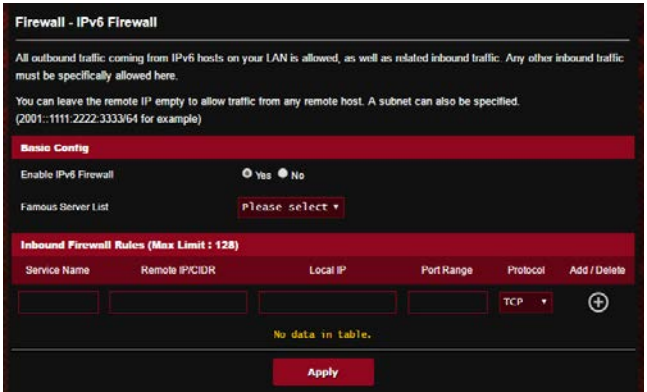 Firewall - IPv6 Firewall
All outbound traffic coming from IPv6 hosts on your LAN is allowed, as well as related inbound traffic. Any other inbound traffic
must be specifically allowed here.
You can leave the remote IP empty to allow traffic from any remote host. A subnet can also be specified.
(2001::1111:2222:3333/64 for example)
Basic Config
Enable IPv6 Firewall Yes No
Famous Server List Please select
Inbound Firewall Rules (Max Limit : 128)
Service Name Remote IP/CIDR Local IP Port Range Protocol Add / Delete
TCP
No data in table.
Apply